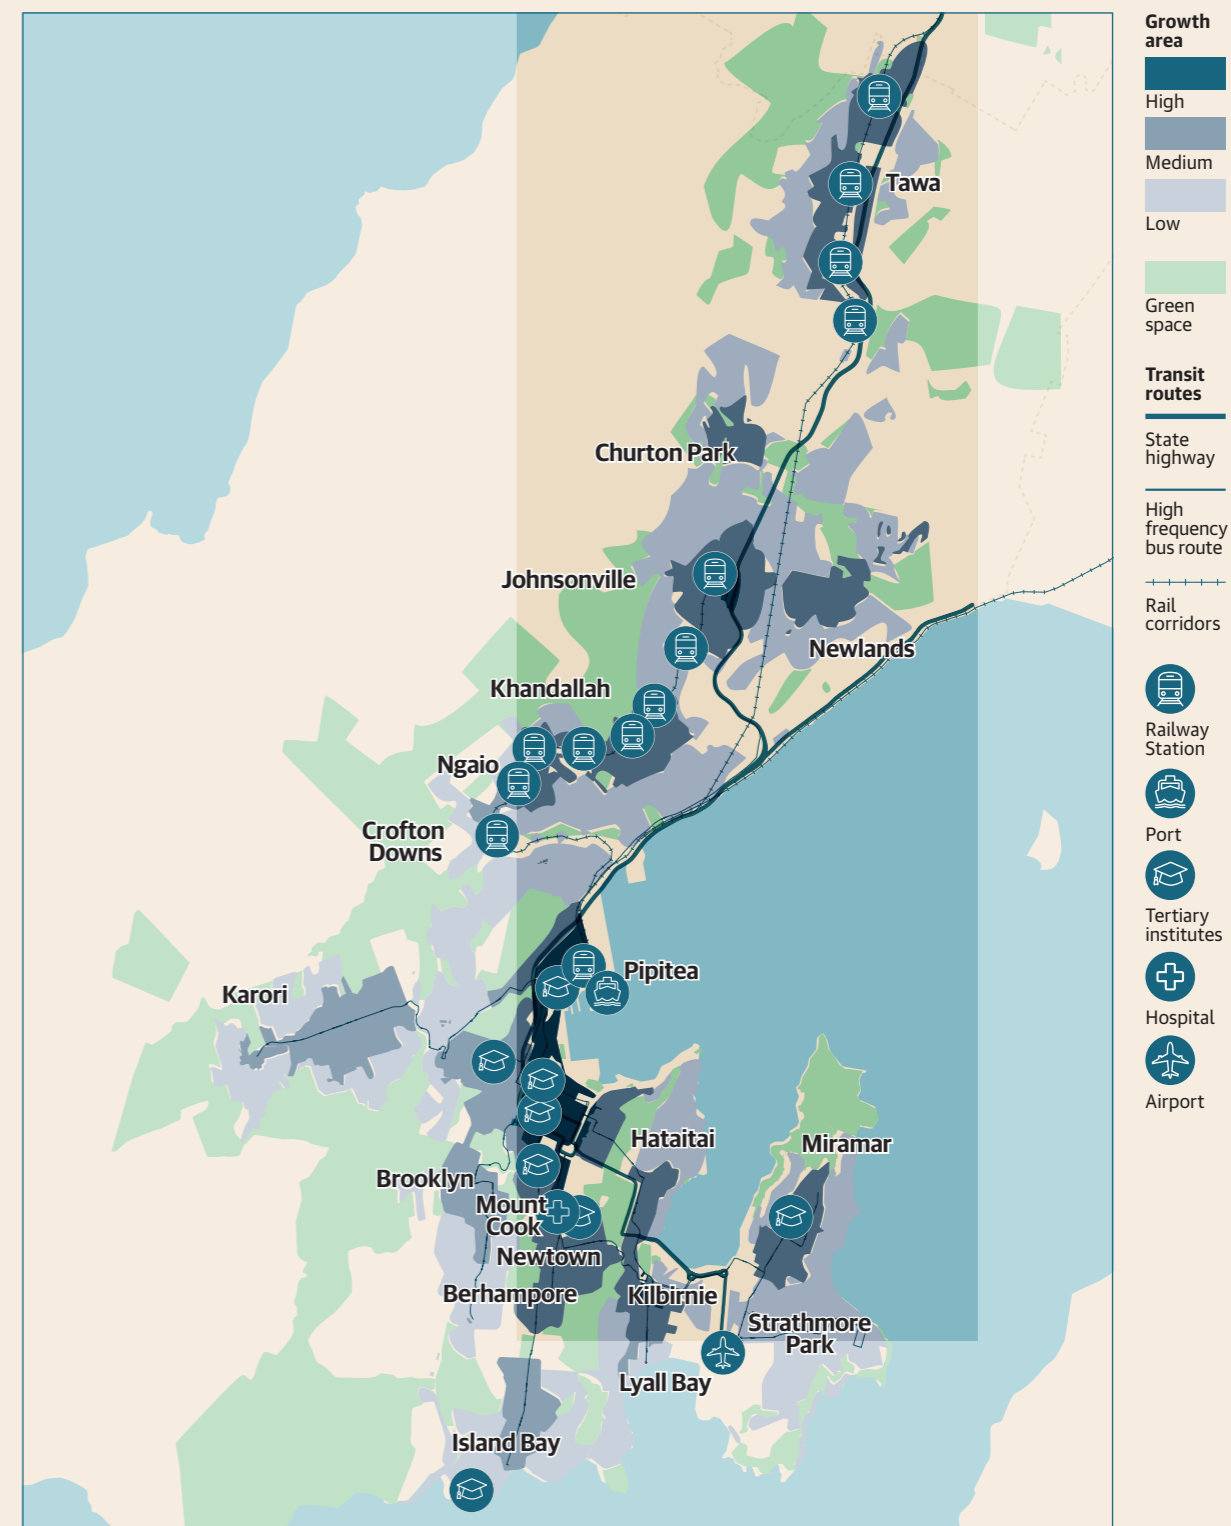 Tawa
Churton Park
Johnsonville
Newlands
Khandallah
Ngaio
Crofton
Downs
Pipitea
Karori
Hataitai
Miramar
Brooklyn
Mount
Cook
Newtown
Berhampore
Kilbirnie
Strathmore
Park
Lyall Bay
Island Bay
Growth
area
High
Medium
Low
Green
space
Transit
routes
State
highway
High
frequency
bus route
Rail
corridors
Railway
Station
Port
Tertiary
institutes
Hospital
Airport